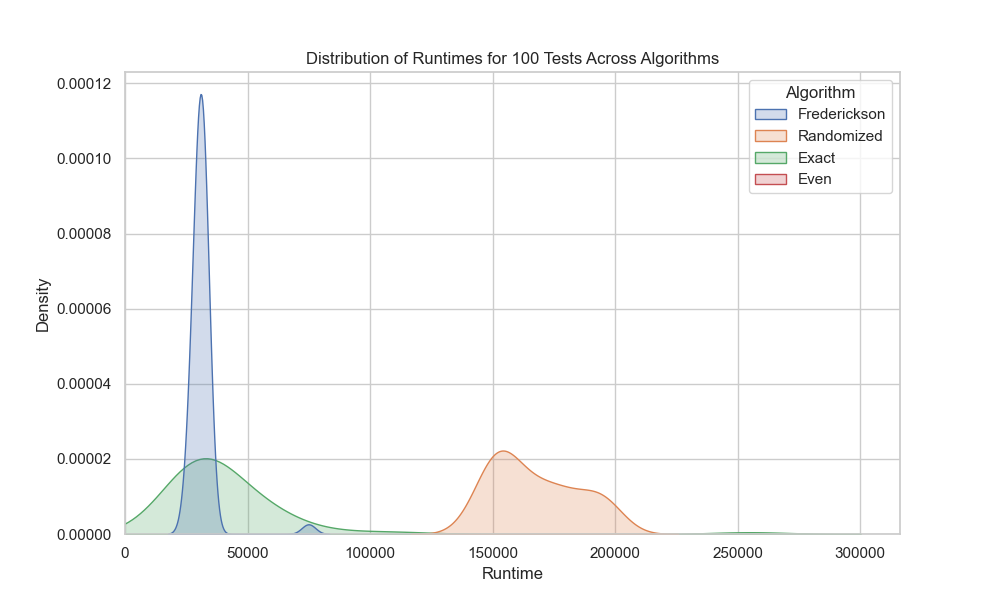 Distribution of Runtimes for 100 Tests Across Algorithms
Algorithm
Frederickson
Randomized
Exact
Even
Density
0.00012
0.00010
0.00008
0.00006
0.00004
0.00002
0.00000
0 50000 100000 150000 200000 250000 300000
Runtime